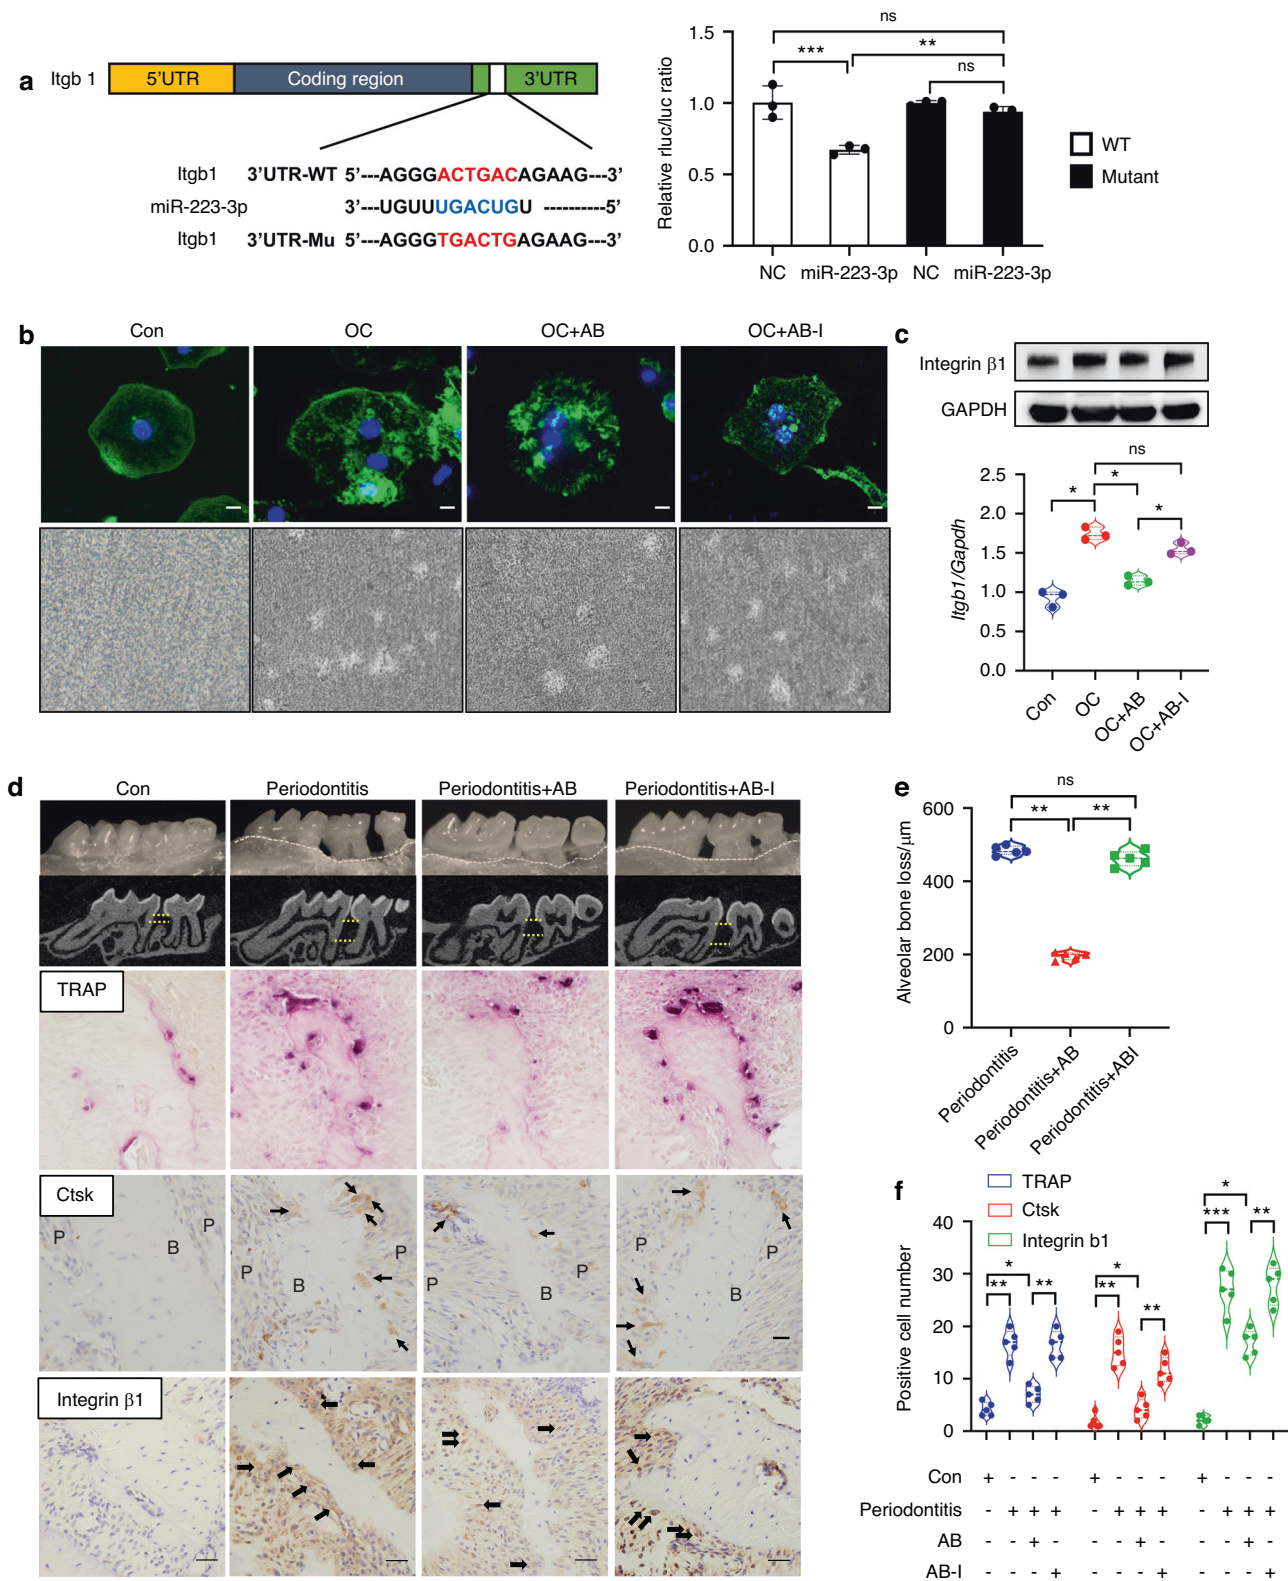 a
Itgb 1
5'UTR
Coding region
3'UTR
Itgb1 3'UTR-WT 5'---AGGGACTGACAGAAG---3'
miR-223-3p 3'---UGUUUGACUGU ----------5'
Itgb1 3'UTR-Mu 5'---AGGGTGACTGAGAAG---3'
Relative rluc/luc ratio
1.5
1.0
0.5
0.0
ns
*** **
ns
NC miR-223-3p NC miR-223-3p
WT
Mutant
b
Con OC OC+AB OC+AB-I
c
Integrin β1
GAPDH
Itgb1/Gapdh
2.5
2.0
1.5
1.0
0.5
0.0
ns
*
*
*
Con OC OC+AB OC+AB-I
d
Con Periodontitis Periodontitis+AB Periodontitis+AB-I
TRAP
Ctsk
P B P
P B P
P B P
P B P
Integrin β1
e
Alveolar bone loss/μm
600
400
200
0
ns
** **
Periodontitis Periodontitis+AB Periodontitis+ABI
f
TRAP
Ctsk
Integrin b1
Positive cell number
40
30
20
10
0
* ** **
* ** **
* *** **
Con + - - - + - - - + - - -
Periodontitis - + + + - + + + - + + +
AB - - + - - - + - - - + -
AB-I - - - + - - - + - - - +